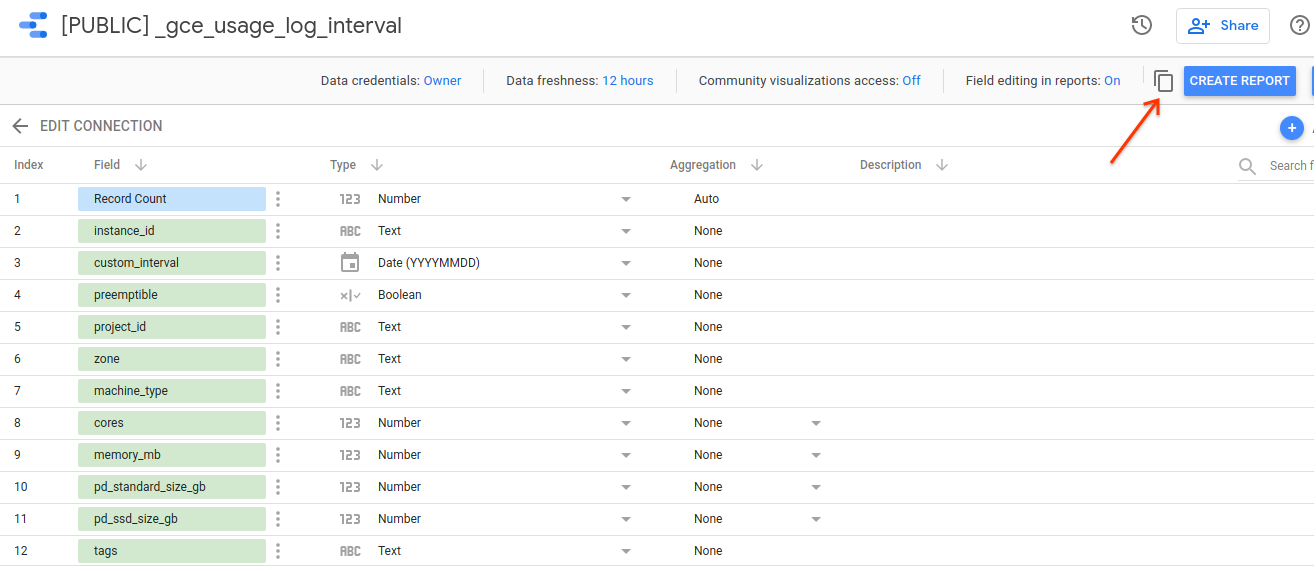 [PUBLIC] _gce_usage_log_interval
Share
Data credentials: Owner
Data freshness: 12 hours
Community visualizations access: Off
Field editing in reports: On
CREATE REPORT
EDIT CONNECTION
Index Field Type Aggregation Description Search f
1 Record Count 123 Number Auto
2 instance_id ABC Text None
3 custom_interval Date (YYYYMMDD) None
4 preemptible Boolean None
5 project_id ABC Text None
6 zone ABC Text None
7 machine_type ABC Text None
8 cores 123 Number None
9 memory_mb 123 Number None
10 pd_standard_size_gb 123 Number None
11 pd_ssd_size_gb 123 Number None
12 tags ABC Text None